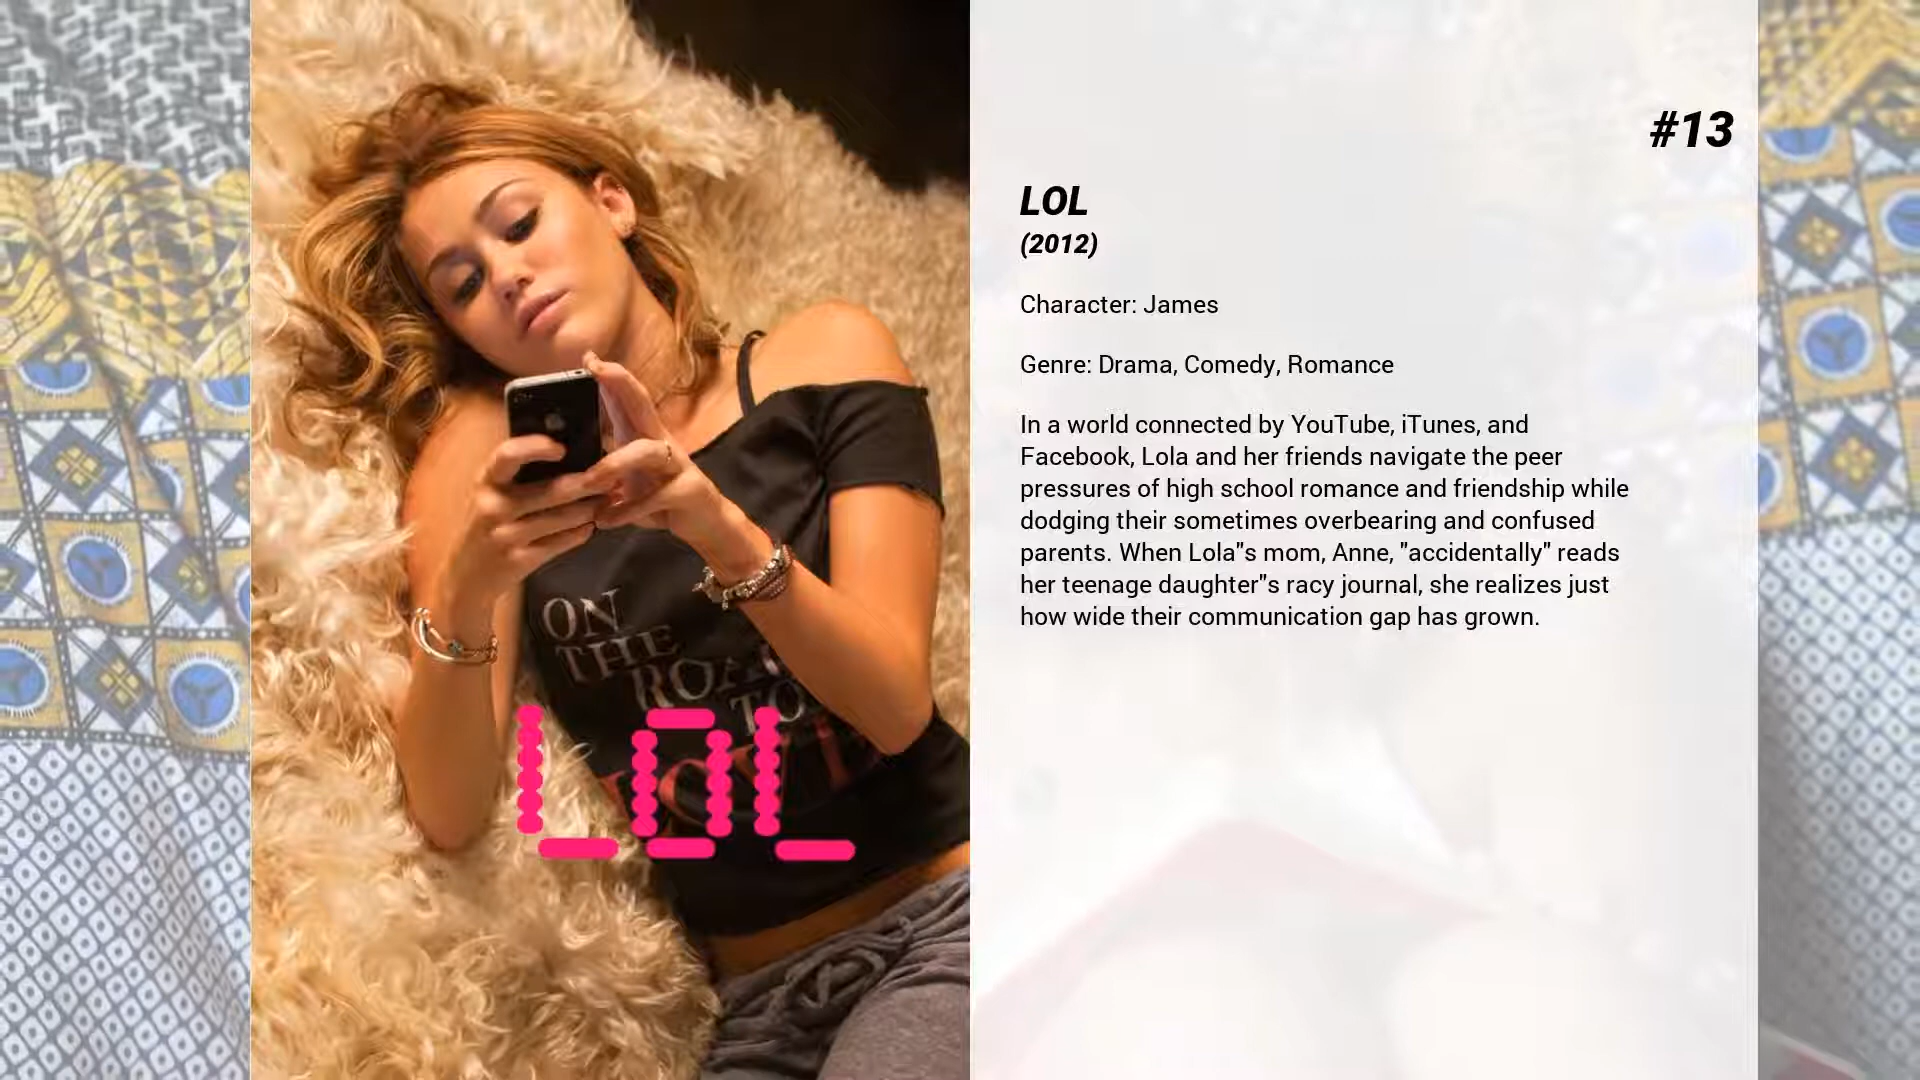 #13
LOL
(2012)
Character: James
Genre: Drama, Comedy, Romance
In a world connected by YouTube, iTunes, and
Facebook, Lola and her friends navigate the peer
pressures of high school romance and friendship while
dodging their sometimes overbearing and confused
parents. When Lola"s mom, Anne, "accidentally" reads
her teenage daughter"s racy journal, she realizes just
how wide their communication gap has grown.
ON
THE
ROA
TO
LOL